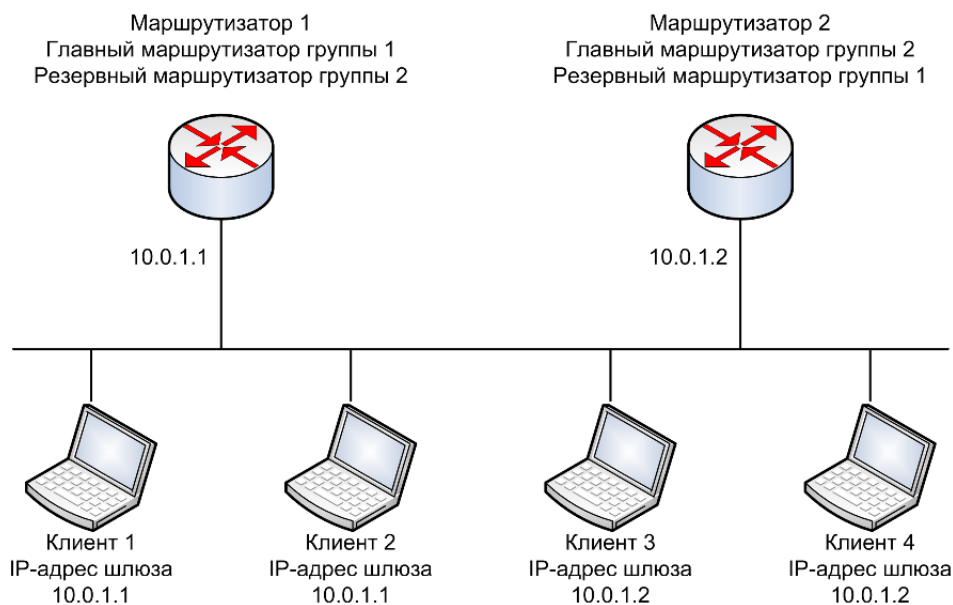 Маршрутизатор 1
Главный маршрутизатор группы 1
Резервный маршрутизатор группы 2
Маршрутизатор 2
Главный маршрутизатор группы 2
Резервный маршрутизатор группы 1
10.0.1.1
10.0.1.2
Клиент 1
IP-адрес шлюза
10.0.1.1
Клиент 2
IP-адрес шлюза
10.0.1.1
Клиент 3
IP-адрес шлюза
10.0.1.2
Клиент 4
IP-адрес шлюза
10.0.1.2